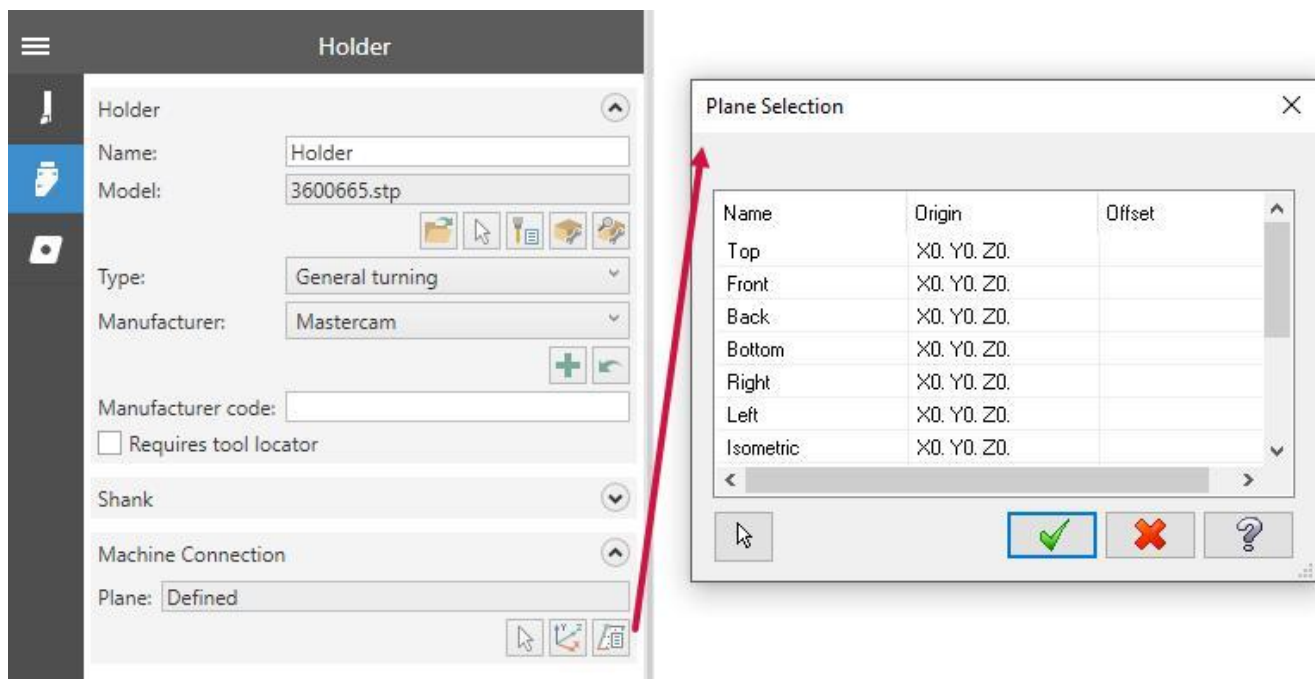 Holder
Holder
Name: Holder
Model: 3600665.stp
Type: General turning
Manufacturer: Mastercam
Manufacturer code:
Requires tool locator
Shank
Machine Connection
Plane: Defined
Plane Selection
Name Origin Offset
Top X0. Y0. Z0.
Front X0. Y0. Z0.
Back X0. Y0. Z0.
Bottom X0. Y0. Z0.
Right X0. Y0. Z0.
Left X0. Y0. Z0.
Isometric X0. Y0. Z0.